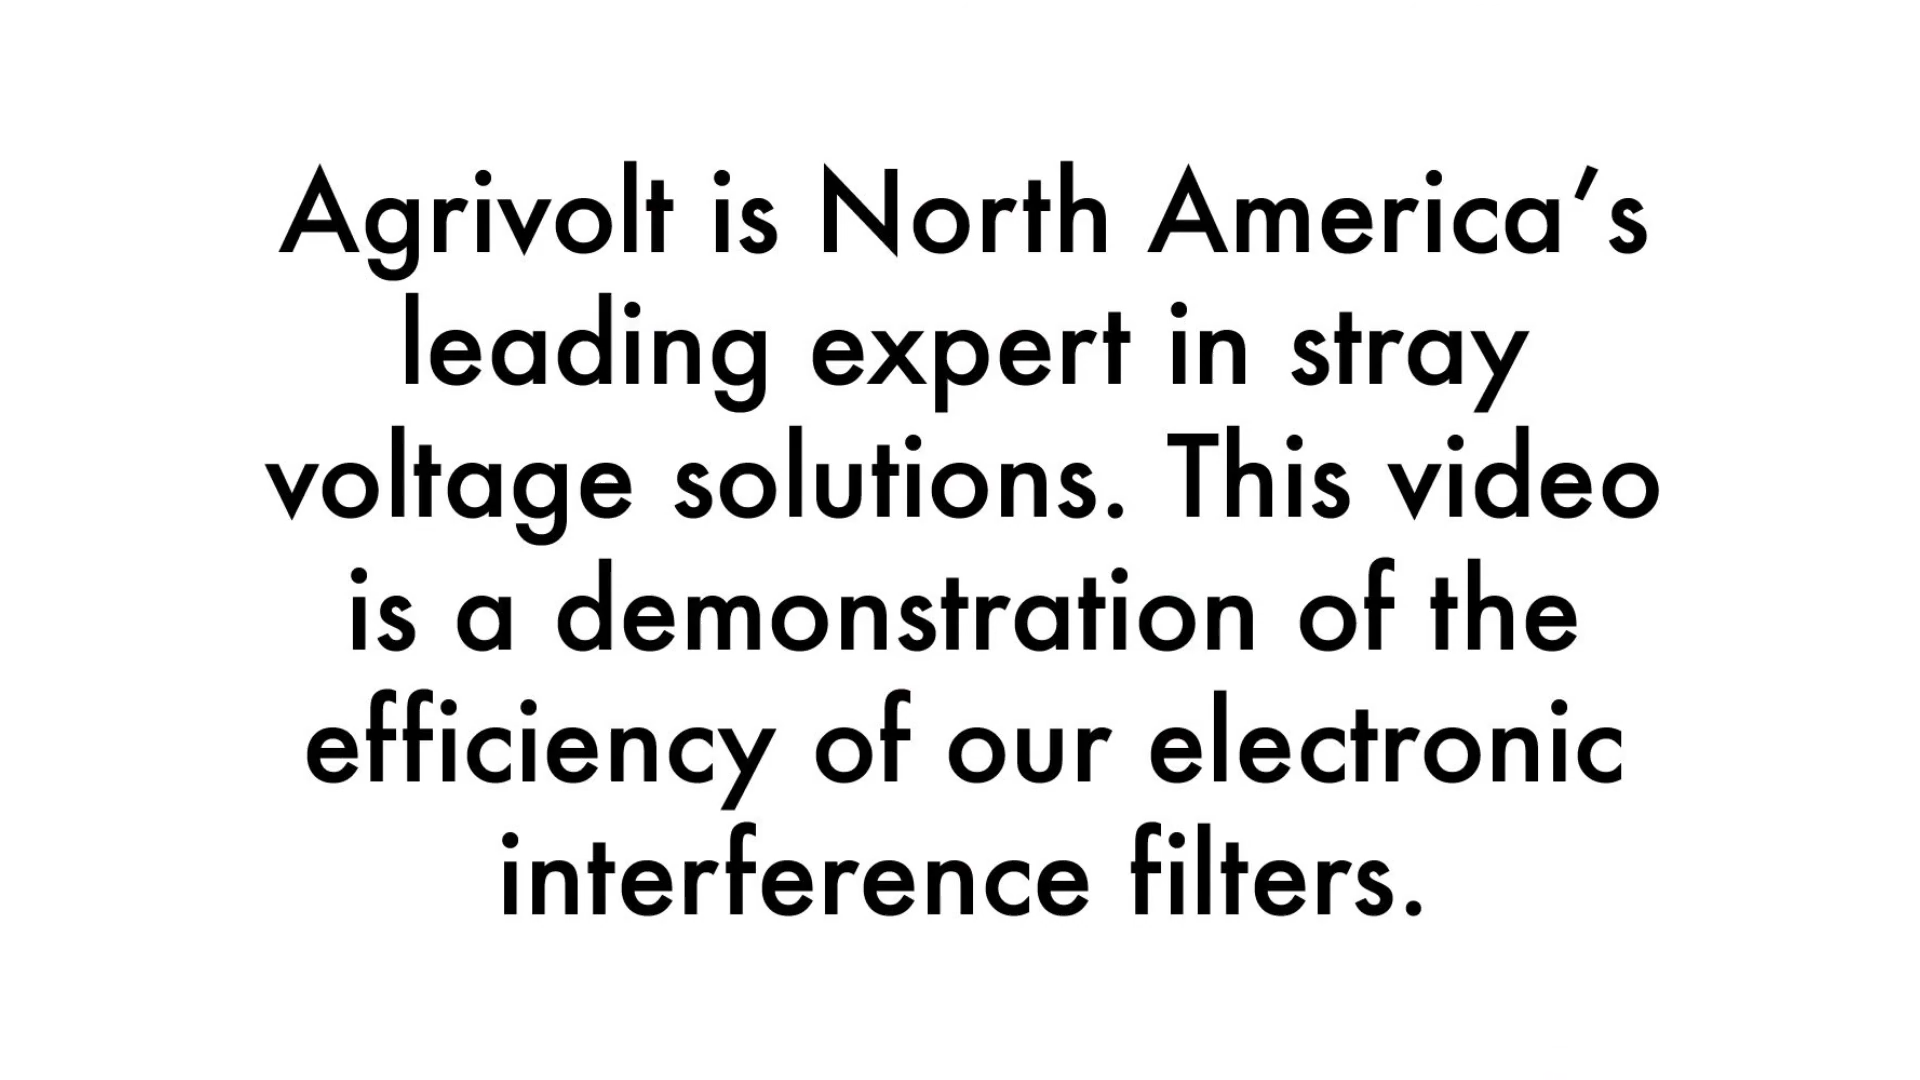 Agrivolt is North America’s
leading expert in stray
voltage solutions. This video
is a demonstration of the
efficiency of our electronic
interference filters.